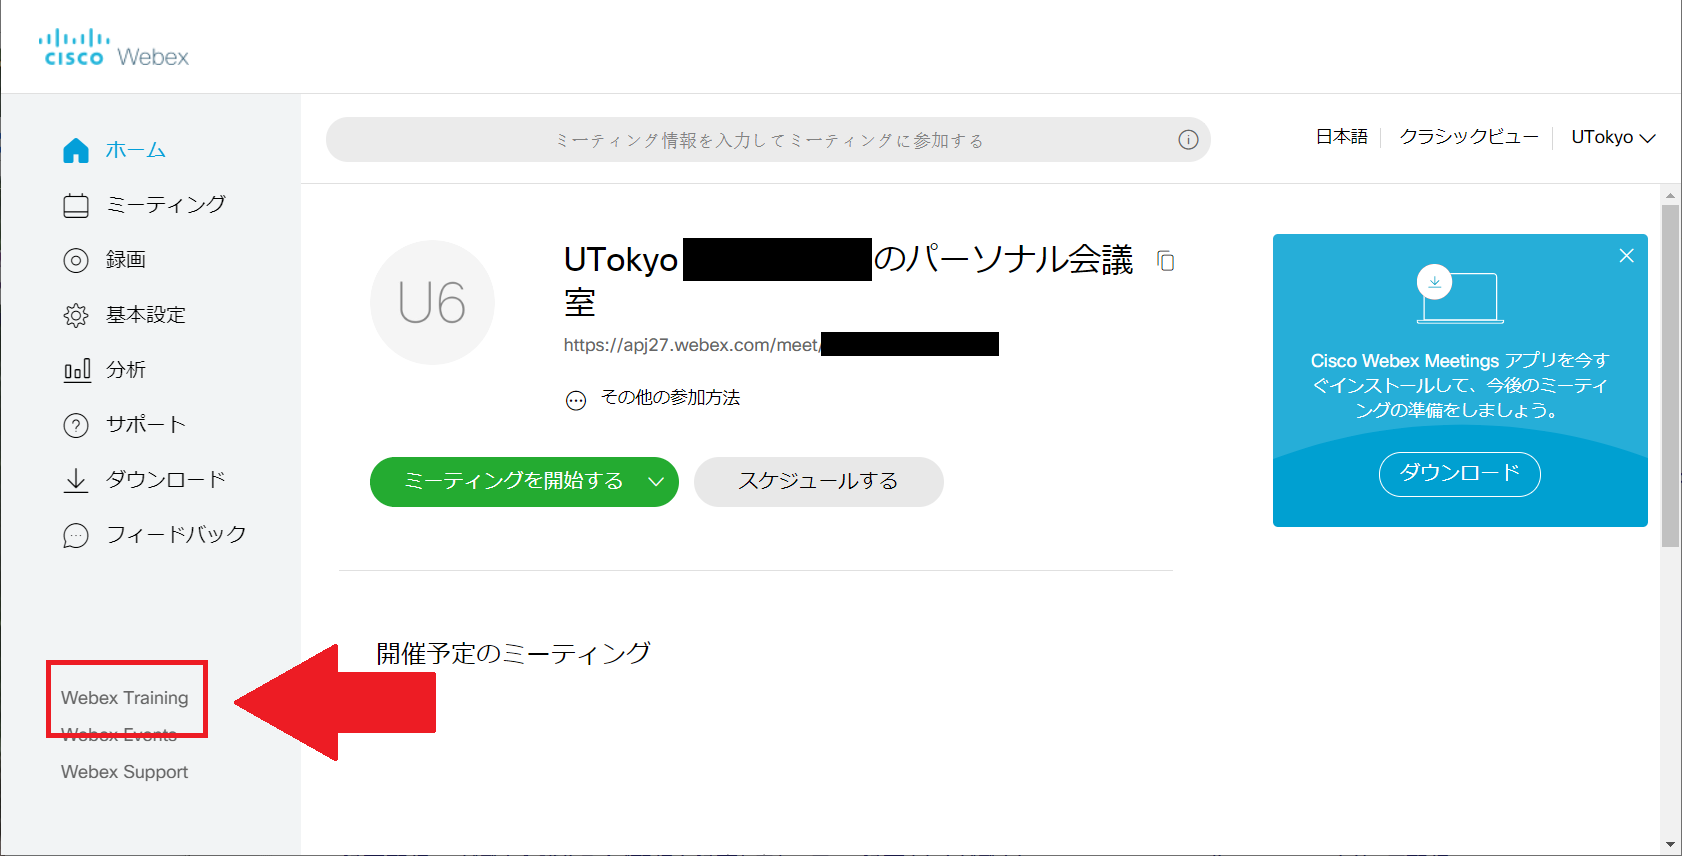 CISCO Webex
ホーム
ミーティング
録画
基本設定
分析
サポート
ダウンロード
フィードバック
Webex Training
Webex Events
Webex Support
ミーティング情報を入力してミーティングに参加する
日本語
クラシックビュー
UTokyo
U6
UTokyo のパーソナル会議
室
https://apj27.webex.com/meet/
その他の参加方法
ミーティングを開始する
スケジュールする
Cisco Webex Meetings アプリを今す
ぐインストールして、今後のミーティ
ングの準備をしましょう。
ダウンロード
開催予定のミーティング